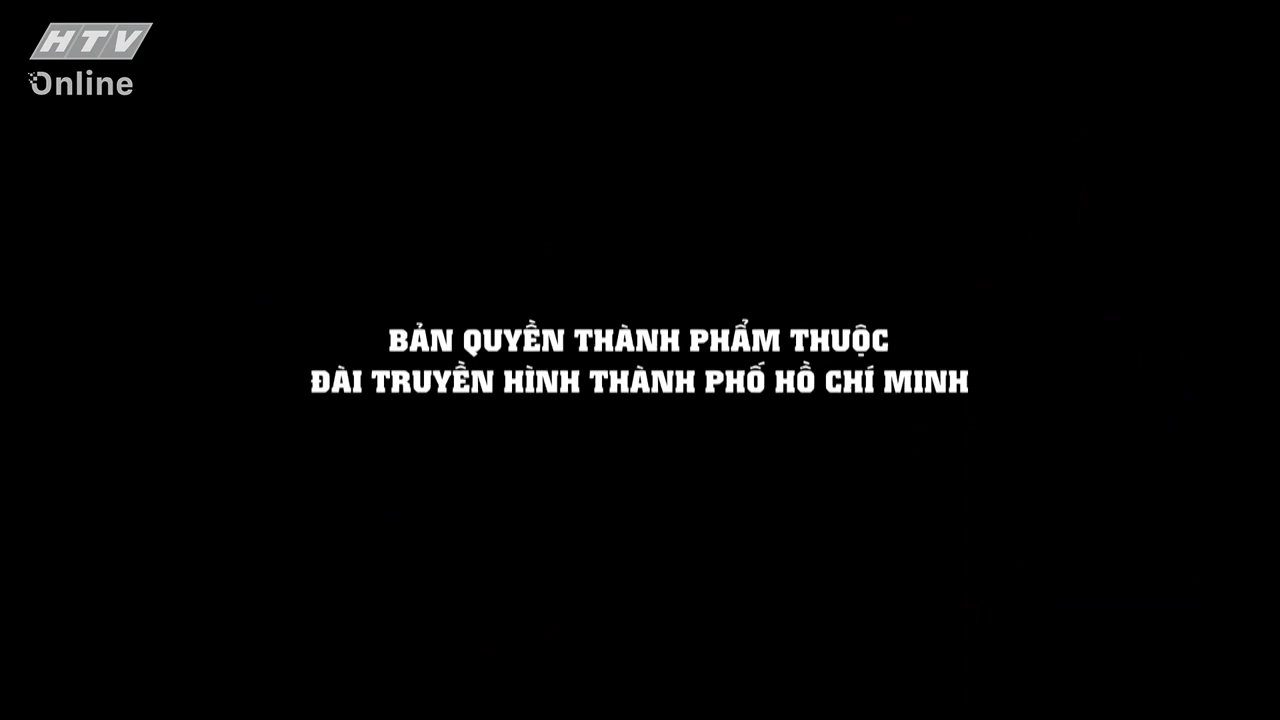 HTV
Online
BẢN QUYỀN THÀNH PHẨM THUỘC
ĐÀI TRUYỀN HÌNH THÀNH PHỐ HỒ CHÍ MINH